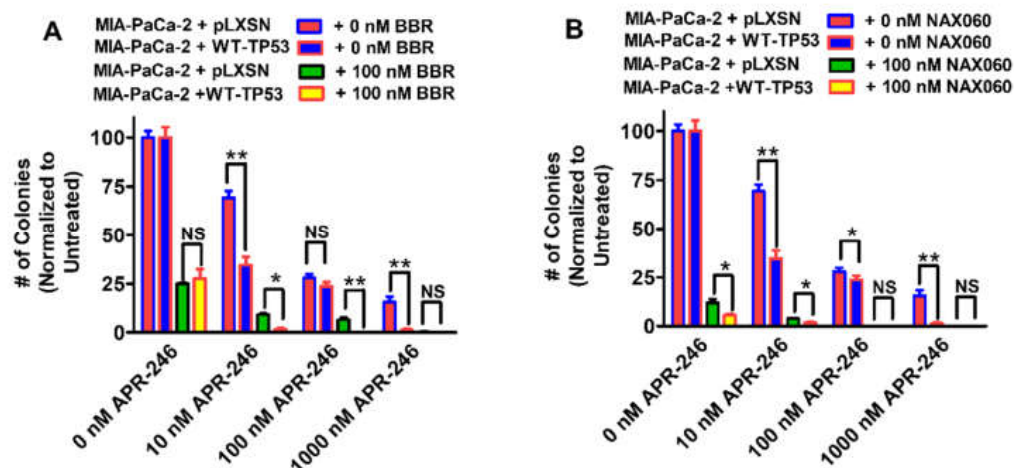 A
MIA-PaCa-2 + pLXSN + 0 nM BBR
MIA-PaCa-2 + WT-TP53 + 0 nM BBR
MIA-PaCa-2 + pLXSN + 100 nM BBR
MIA-PaCa-2 +WT-TP53 + 100 nM BBR
# of Colonies
(Normalized to
Untreated)
100
75
50
25
0
NS
**
*
NS
**
**
NS
0 nM APR-246
10 nM APR-246
100 nM APR-246
1000 nM APR-246
B
MIA-PaCa-2 + pLXSN + 0 nM NAX060
MIA-PaCa-2 + WT-TP53 + 0 nM NAX060
MIA-PaCa-2 + pLXSN + 100 nM NAX060
MIA-PaCa-2 +WT-TP53 + 100 nM NAX060
# of Colonies
(Normalized to
Untreated)
100
75
50
25
0
*
**
*
*
NS
**
NS
0 nM APR-246
10 nM APR-246
100 nM APR-246
1000 nM APR-246